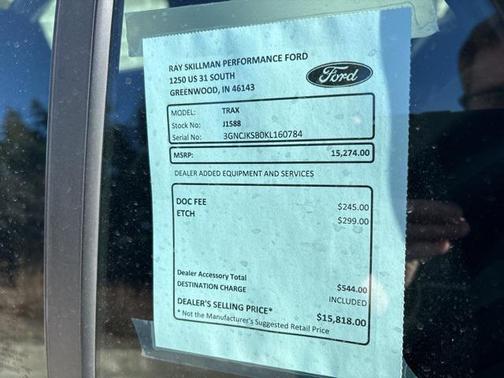 RAY SKILLMAN PERFORMANCE FORD
1250 US 31 SOUTH
GREENWOOD, IN 46143
Ford
MODEL: TRAX
Stock No: J1588
Serial No: 3GNCJKSB0KL160784
MSRP: 15,274.00
DEALER ADDED EQUIPMENT AND SERVICES
DOC FEE $245.00
ETCH $299.00
Dealer Accessory Total $544.00
DESTINATION CHARGE INCLUDED
DEALER'S SELLING PRICE* $15,818.00
* Not the Manufacturer's Suggested Retail Price